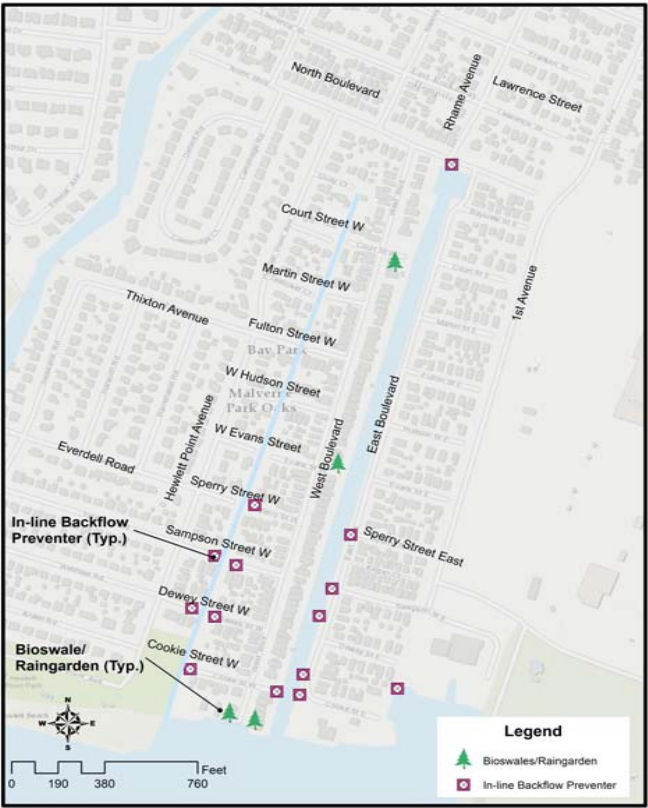 North Boulevard
Rhame Avenue
Lawrence Street
Court Street W
Martin Street W
1st Avenue
Thixton Avenue
Fulton Street W
Bay Park
W Hudson Street
Malverne
Park Oaks
East Boulevard
Hewlett Point Avenue
W Evans Street
West Boulevard
Everdell Road
Sperry Street W
In-line Backflow
Preventer (Typ.)
Sampson Street W
Sperry Street East
Dewey Street W
Bioswale/
Raingarden (Typ.)
Cookie Street W
N
W E
S
Legend
Bioswales/Raingarden
In-line Backflow Preventer
Feet
0 190 380 760